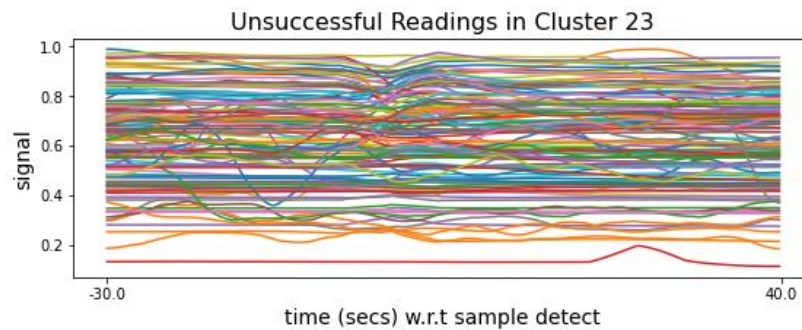 Unsuccessful Readings in Cluster 23
1.0
0.8
0.6
0.4
0.2
signal
-30.0
40.0
time (secs) w.r.t sample detect